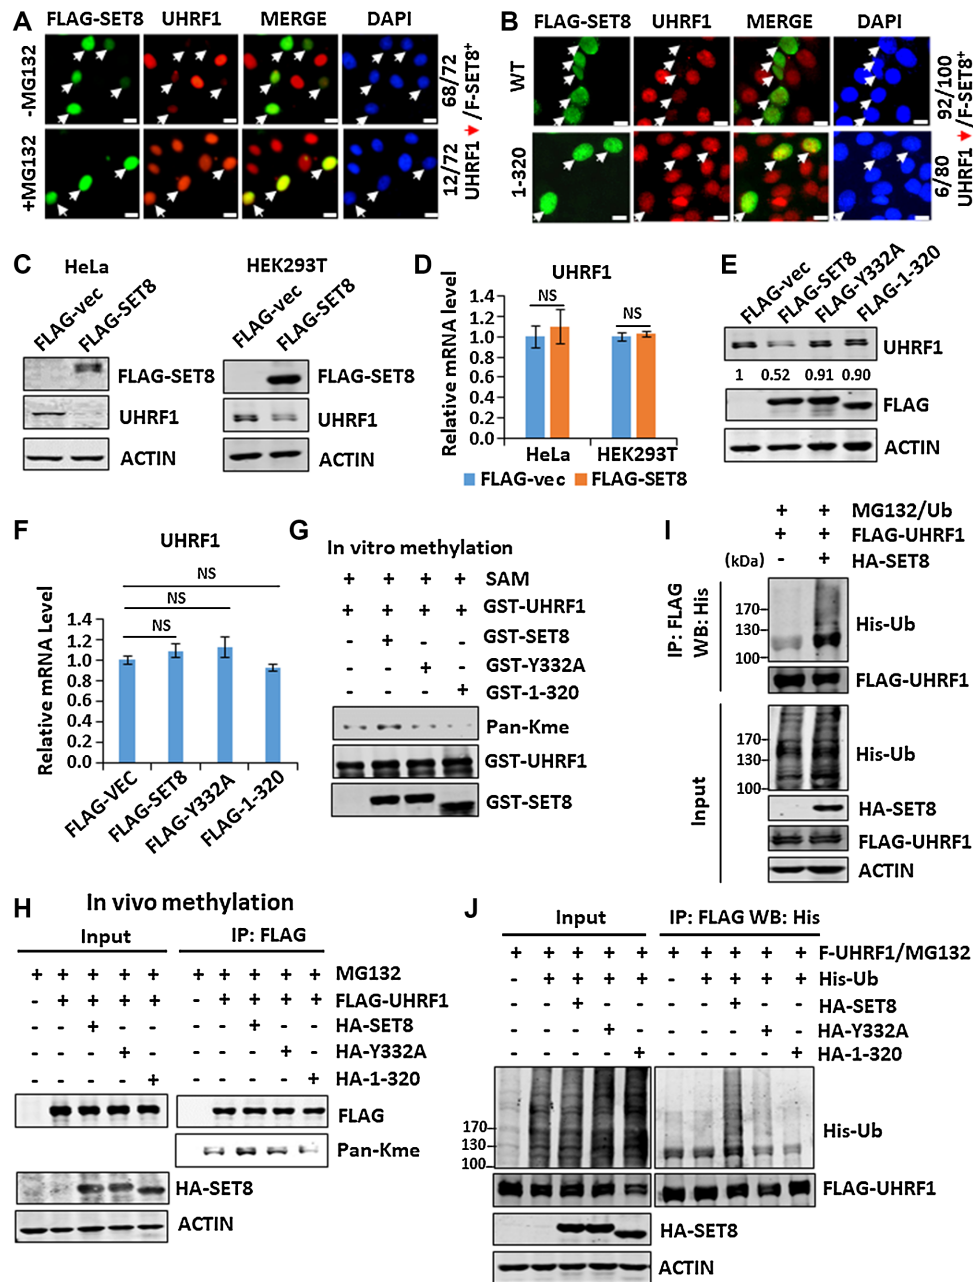 A
FLAG-SET8 UHRF1 MERGE DAPI
-MG132
68/72
+MG132
12/72
UHRF1 /F-SET8+
B
FLAG-SET8 UHRF1 MERGE DAPI
WT
92/100
1-320
6/80
UHRF1 /F-SET8+
C
HeLa
FLAG-vec
FLAG-SET8
FLAG-SET8
UHRF1
ACTIN
HEK293T
FLAG-vec
FLAG-SET8
FLAG-SET8
UHRF1
ACTIN
D
UHRF1
Relative mRNA level
1.4
1.2
1.0
0.8
0.6
0.4
0.2
0.0
NS
NS
HeLa HEK293T
FLAG-vec FLAG-SET8
E
FLAG-vec
FLAG-SET8
FLAG-Y332A
FLAG-1-320
UHRF1
1 0.52 0.91 0.90
FLAG
ACTIN
F
UHRF1
NS
NS
NS
Relative mRNA Level
1.4
1.2
1.0
0.8
0.6
0.4
0.2
0.0
FLAG-VEC
FLAG-SET8
FLAG-Y332A
FLAG-1-320
G
In vitro methylation
+ + + + SAM
+ + + + GST-UHRF1
- + - - GST-SET8
- - + - GST-Y332A
- - - + GST-1-320
Pan-Kme
GST-UHRF1
GST-SET8
I
+ + MG132/Ub
+ + FLAG-UHRF1
(kDa) - + HA-SET8
IP: FLAG
WB: His
170
130
100
His-Ub
FLAG-UHRF1
Input
170
130
100
His-Ub
HA-SET8
FLAG-UHRF1
ACTIN
H
In vivo methylation
Input IP: FLAG
+ + + + + + + + + + MG132
- + + + + - + + + + FLAG-UHRF1
- - + - - - - + - - HA-SET8
- - - + - - - - + - HA-Y332A
- - - - + - - - - + HA-1-320
FLAG
Pan-Kme
HA-SET8
ACTIN
J
Input IP: FLAG WB: His
+ + + + + + + + + + F-UHRF1/MG132
- + + + + - + + + + His-Ub
- - + - - - - + - - HA-SET8
- - - + - - - - + - HA-Y332A
- - - - + - - - - + HA-1-320
170
130
100
His-Ub
FLAG-UHRF1
HA-SET8
ACTIN